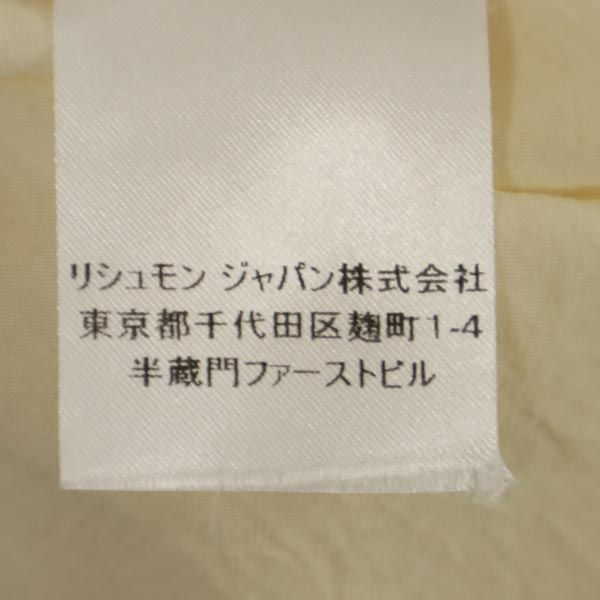 リシュモン ジャパン株式会社
東京都千代田区麹町1-4
半蔵門ファーストビル